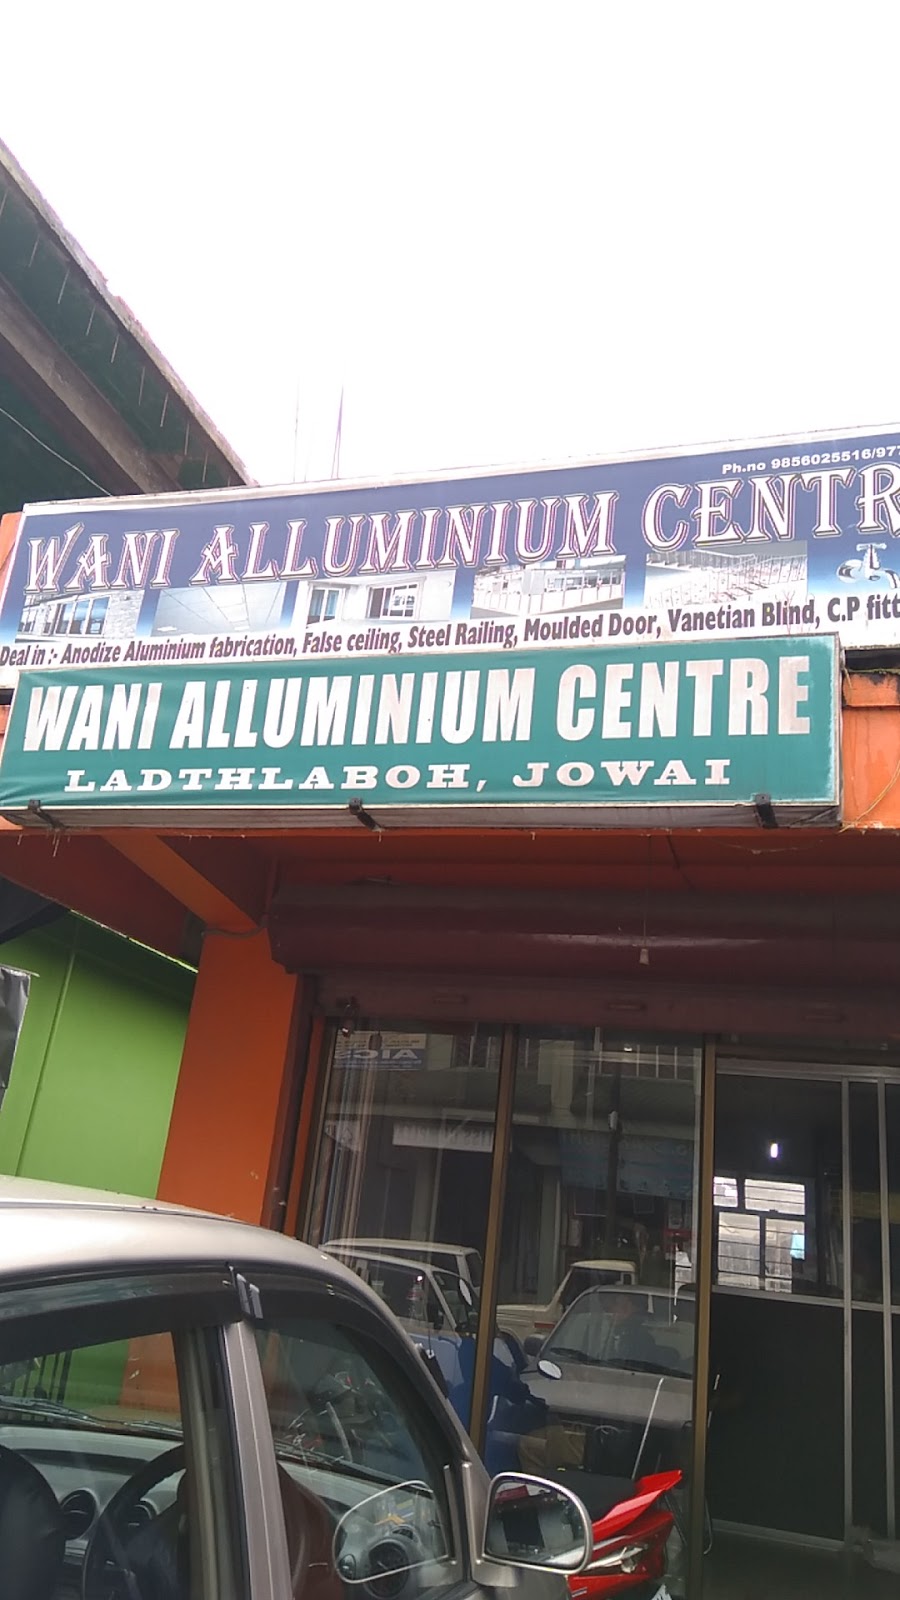 Ph.no 9856025516/977
WANI ALLUMINIUM CENTR
Deal in :- Anodize Aluminium fabrication, False ceiling, Steel Railing, Moulded Door, Vanetian Blind, C.P fitt
WANI ALLUMINIUM CENTRE
LADTHLABOH, JOWAI
AICS